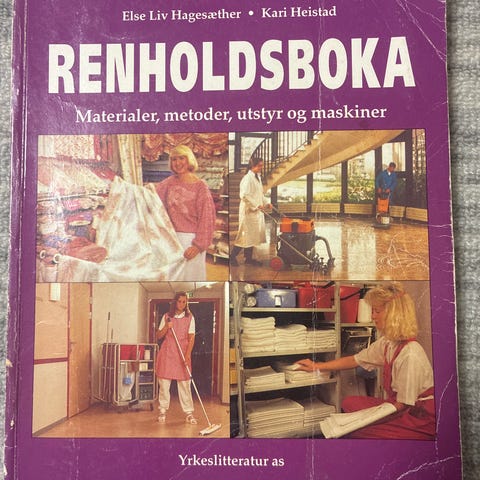 Else Liv Hagesæther • Kari Heistad
RENHOLDSBOKA
Materialer, metoder, utstyr og maskiner
Yrkeslitteratur as